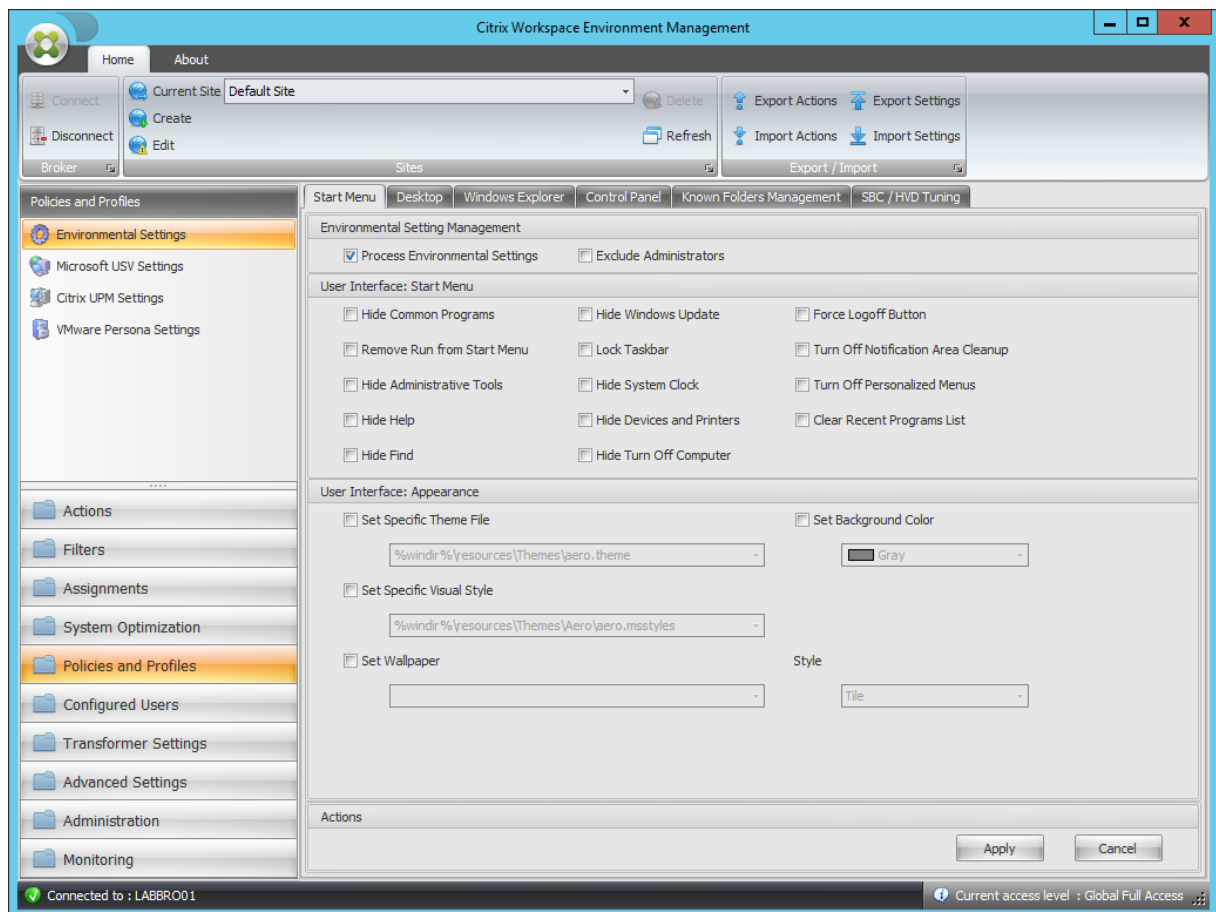 Citrix Workspace Environment Management
Home About
Connect
Disconnect
Broker
Current Site Default Site
Create
Edit
Delete
Refresh
Sites
Export Actions Export Settings
Import Actions Import Settings
Export / Import
Policies and Profiles
Environmental Settings
Microsoft USV Settings
Citrix UPM Settings
VMware Persona Settings
Actions
Filters
Assignments
System Optimization
Policies and Profiles
Configured Users
Transformer Settings
Advanced Settings
Administration
Monitoring
Start Menu Desktop Windows Explorer Control Panel Known Folders Management SBC / HVD Tuning
Environmental Setting Management
Process Environmental Settings Exclude Administrators
User Interface: Start Menu
Hide Common Programs Hide Windows Update Force Logoff Button
Remove Run from Start Menu Lock Taskbar Turn Off Notification Area Cleanup
Hide Administrative Tools Hide System Clock Turn Off Personalized Menus
Hide Help Hide Devices and Printers Clear Recent Programs List
Hide Find Hide Turn Off Computer
User Interface: Appearance
Set Specific Theme File Set Background Color
%windir%\resources\Themes\aero.theme Gray
Set Specific Visual Style
%windir%\resources\Themes\Aero\aero.msstyles
Set Wallpaper Style
Tile
Actions
Apply Cancel
Connected to : LABBRO01
Current access level : Global Full Access